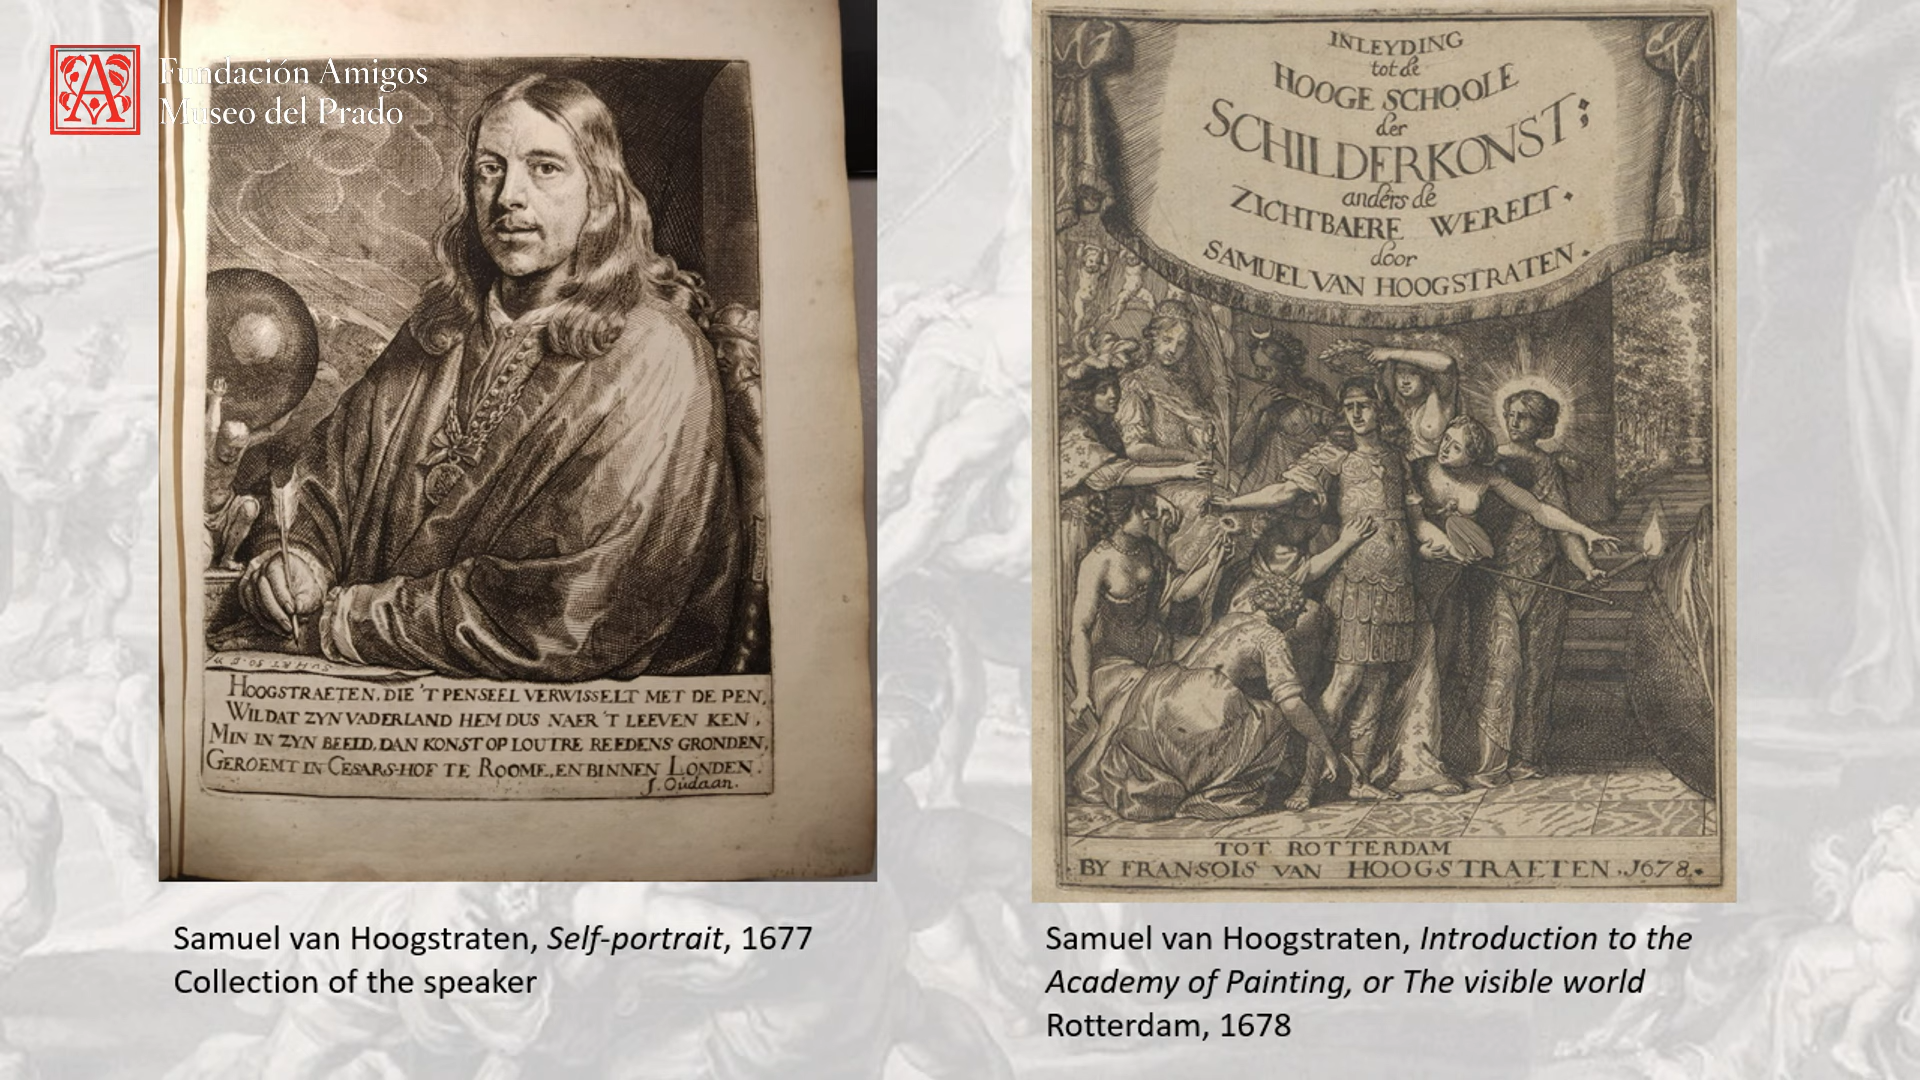 Fundación Amigos
Museo del Prado
HOOGSTRAETEN, DIE 'T PENSEEL VERWISSELT MET DE PEN,
WIL DAT ZYN VADERLAND HEM DUS NAER 'T LEEVEN KEN,
MIN IN ZYN BEELD, DAN KONST OP LOUTRE REEDENS GRONDEN,
GEROEMT IN CESARS-HOF TE ROOME, EN BINNEN LONDEN.
J. Oudaan.
Samuel van Hoogstraten, Self-portrait, 1677
Collection of the speaker
INLEYDING
tot de
HOOGE SCHOOLE
der
SCHILDERKONST:
anders de
ZICHTBAERE WERELT.
door
SAMUEL VAN HOOGSTRATEN.
TOT ROTTERDAM
BY FRANSOIS VAN HOOGSTRAETEN. 1678.
Samuel van Hoogstraten, Introduction to the
Academy of Painting, or The visible world
Rotterdam, 1678